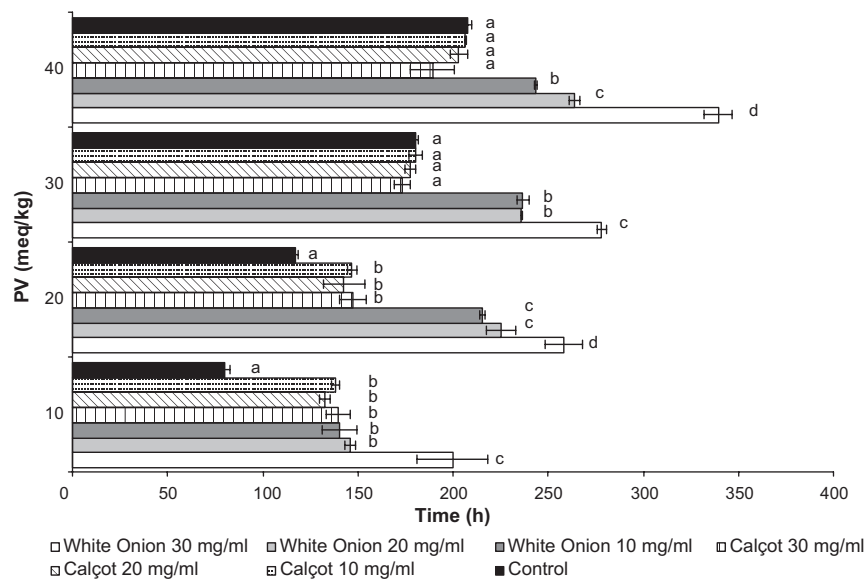 a
a
a
40 a
b
c
d
a
a
a
30 a
b
b
c
a
b
b
20 b
c
c
d
a
b
b
10 b
b
b
c
PV (meq/kg)
0 50 100 150 200 250 300 350 400
Time (h)
White Onion 30 mg/ml White Onion 20 mg/ml White Onion 10 mg/ml Calçot 30 mg/ml
Calçot 20 mg/ml Calçot 10 mg/ml Control